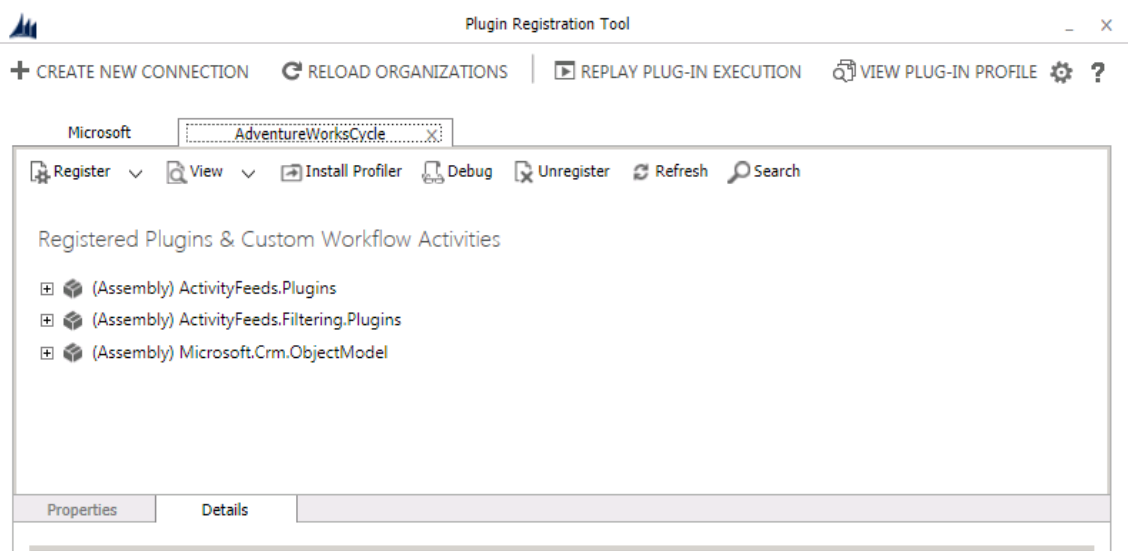 Plugin Registration Tool
CREATE NEW CONNECTION RELOAD ORGANIZATIONS REPLAY PLUG-IN EXECUTION VIEW PLUG-IN PROFILE ?
Microsoft AdventureWorksCycle
Register View Install Profiler Debug Unregister Refresh Search
Registered Plugins & Custom Workflow Activities
(Assembly) ActivityFeeds.Plugins
(Assembly) ActivityFeeds.Filtering.Plugins
(Assembly) Microsoft.Crm.ObjectModel
Properties Details